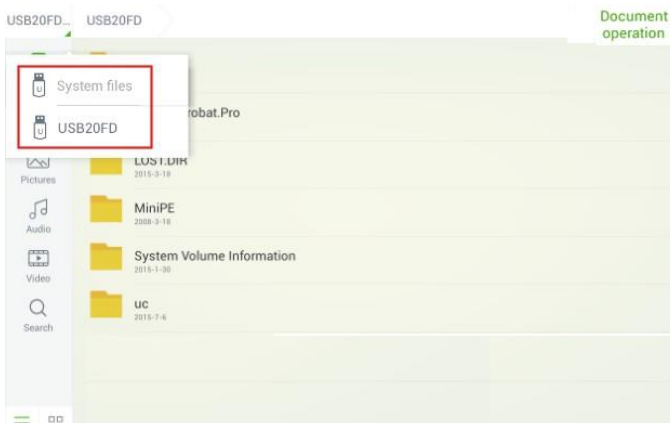 USB20FD... USB20FD
Document
operation
System files
USB20FD
robat.Pro
LOST.DIR
2015-3-18
Pictures
MiniPE
2008-3-18
Audio
System Volume Information
2015-1-30
Video
uc
2015-7-6
Search